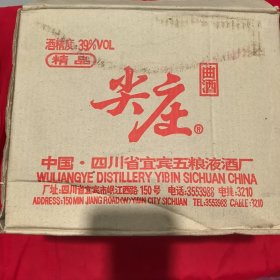 酒精度:39%VOL
精品
曲酒
尖庄®
中国·四川省宜宾五粮液酒厂
WULIANGYE DISTILLERY YIBIN SICHUAN, CHINA
厂址:四川省宜宾市岷江西路150号 电话:3553988 电挂:3210
ADDRESS:150 MIN JIANG ROAD(W) YIBIN CITY SICHUAN TEL:3553988 CABLE:3210